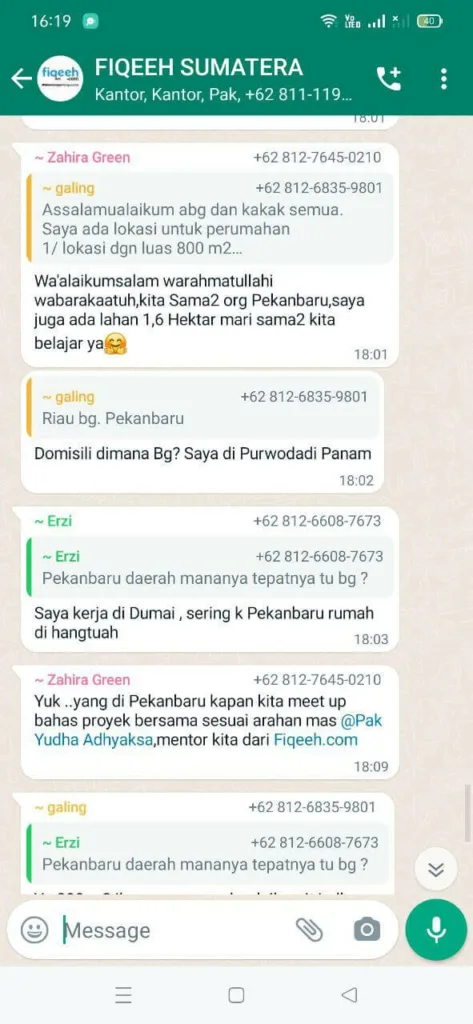 16:19
Vo
LTE
40
fiqeeh
FIQEEH SUMATERA
Kantor, Kantor, Pak, +62 811-119...
18.01
~ Zahira Green +62 812-7645-0210
~ galing +62 812-6835-9801
Assalamualaikum abg dan kakak semua.
Saya ada lokasi untuk perumahan
1/ lokasi dgn luas 800 m2...
Wa'alaikumsalam warahmatullahi
wabarakaatuh,kita Sama2 org Pekanbaru,saya
juga ada lahan 1,6 Hektar mari sama2 kita
belajar ya🤗
18:01
~ galing +62 812-6835-9801
Riau bg. Pekanbaru
Domisili dimana Bg? Saya di Purwodadi Panam
18:02
~ Erzi +62 812-6608-7673
~ Erzi +62 812-6608-7673
Pekanbaru daerah mananya tepatnya tu bg ?
Saya kerja di Dumai , sering k Pekanbaru rumah
di hangtuah
18:03
~ Zahira Green +62 812-7645-0210
Yuk ..yang di Pekanbaru kapan kita meet up
bahas proyek bersama sesuai arahan mas @Pak
Yudha Adhyaksa,mentor kita dari Fiqeeh.com
18:09
~ galing +62 812-6835-9801
~ Erzi +62 812-6608-7673
Pekanbaru daerah mananya tepatnya tu bg ?
Message